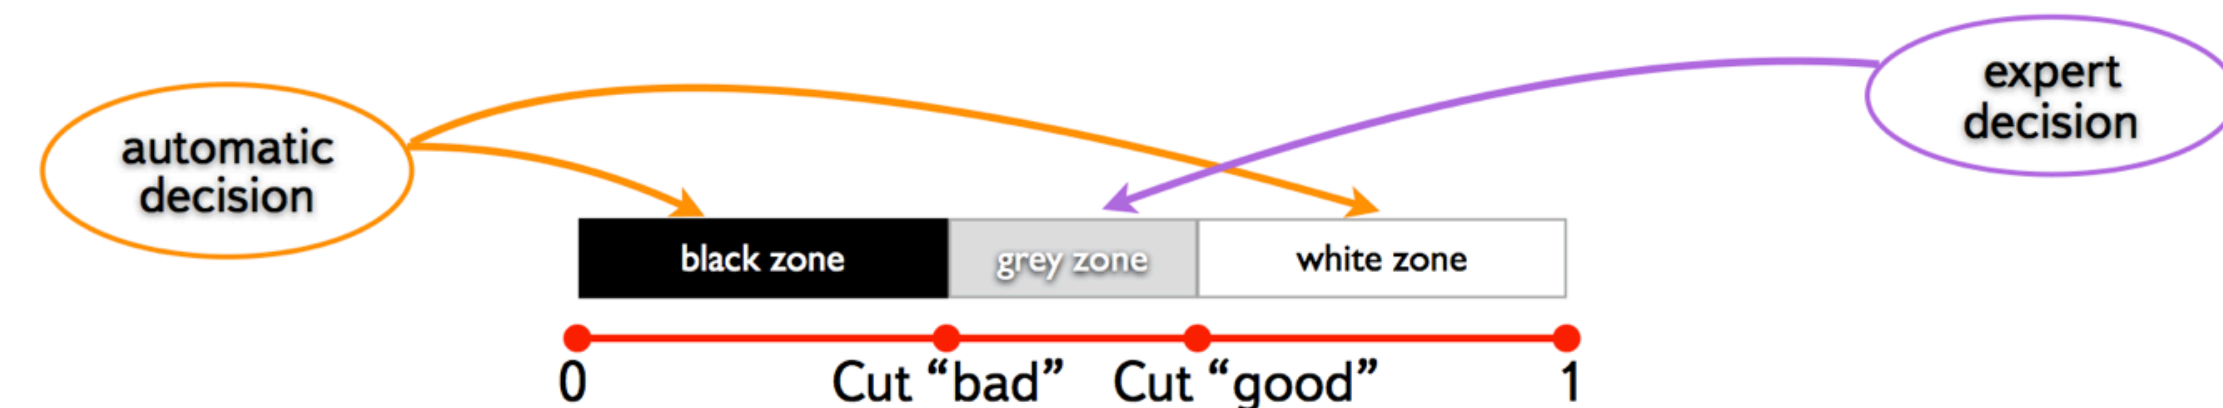 expert
decision
automatic
decision
black zone
grey zone
white zone
0
Cut “bad”
Cut “good”
1